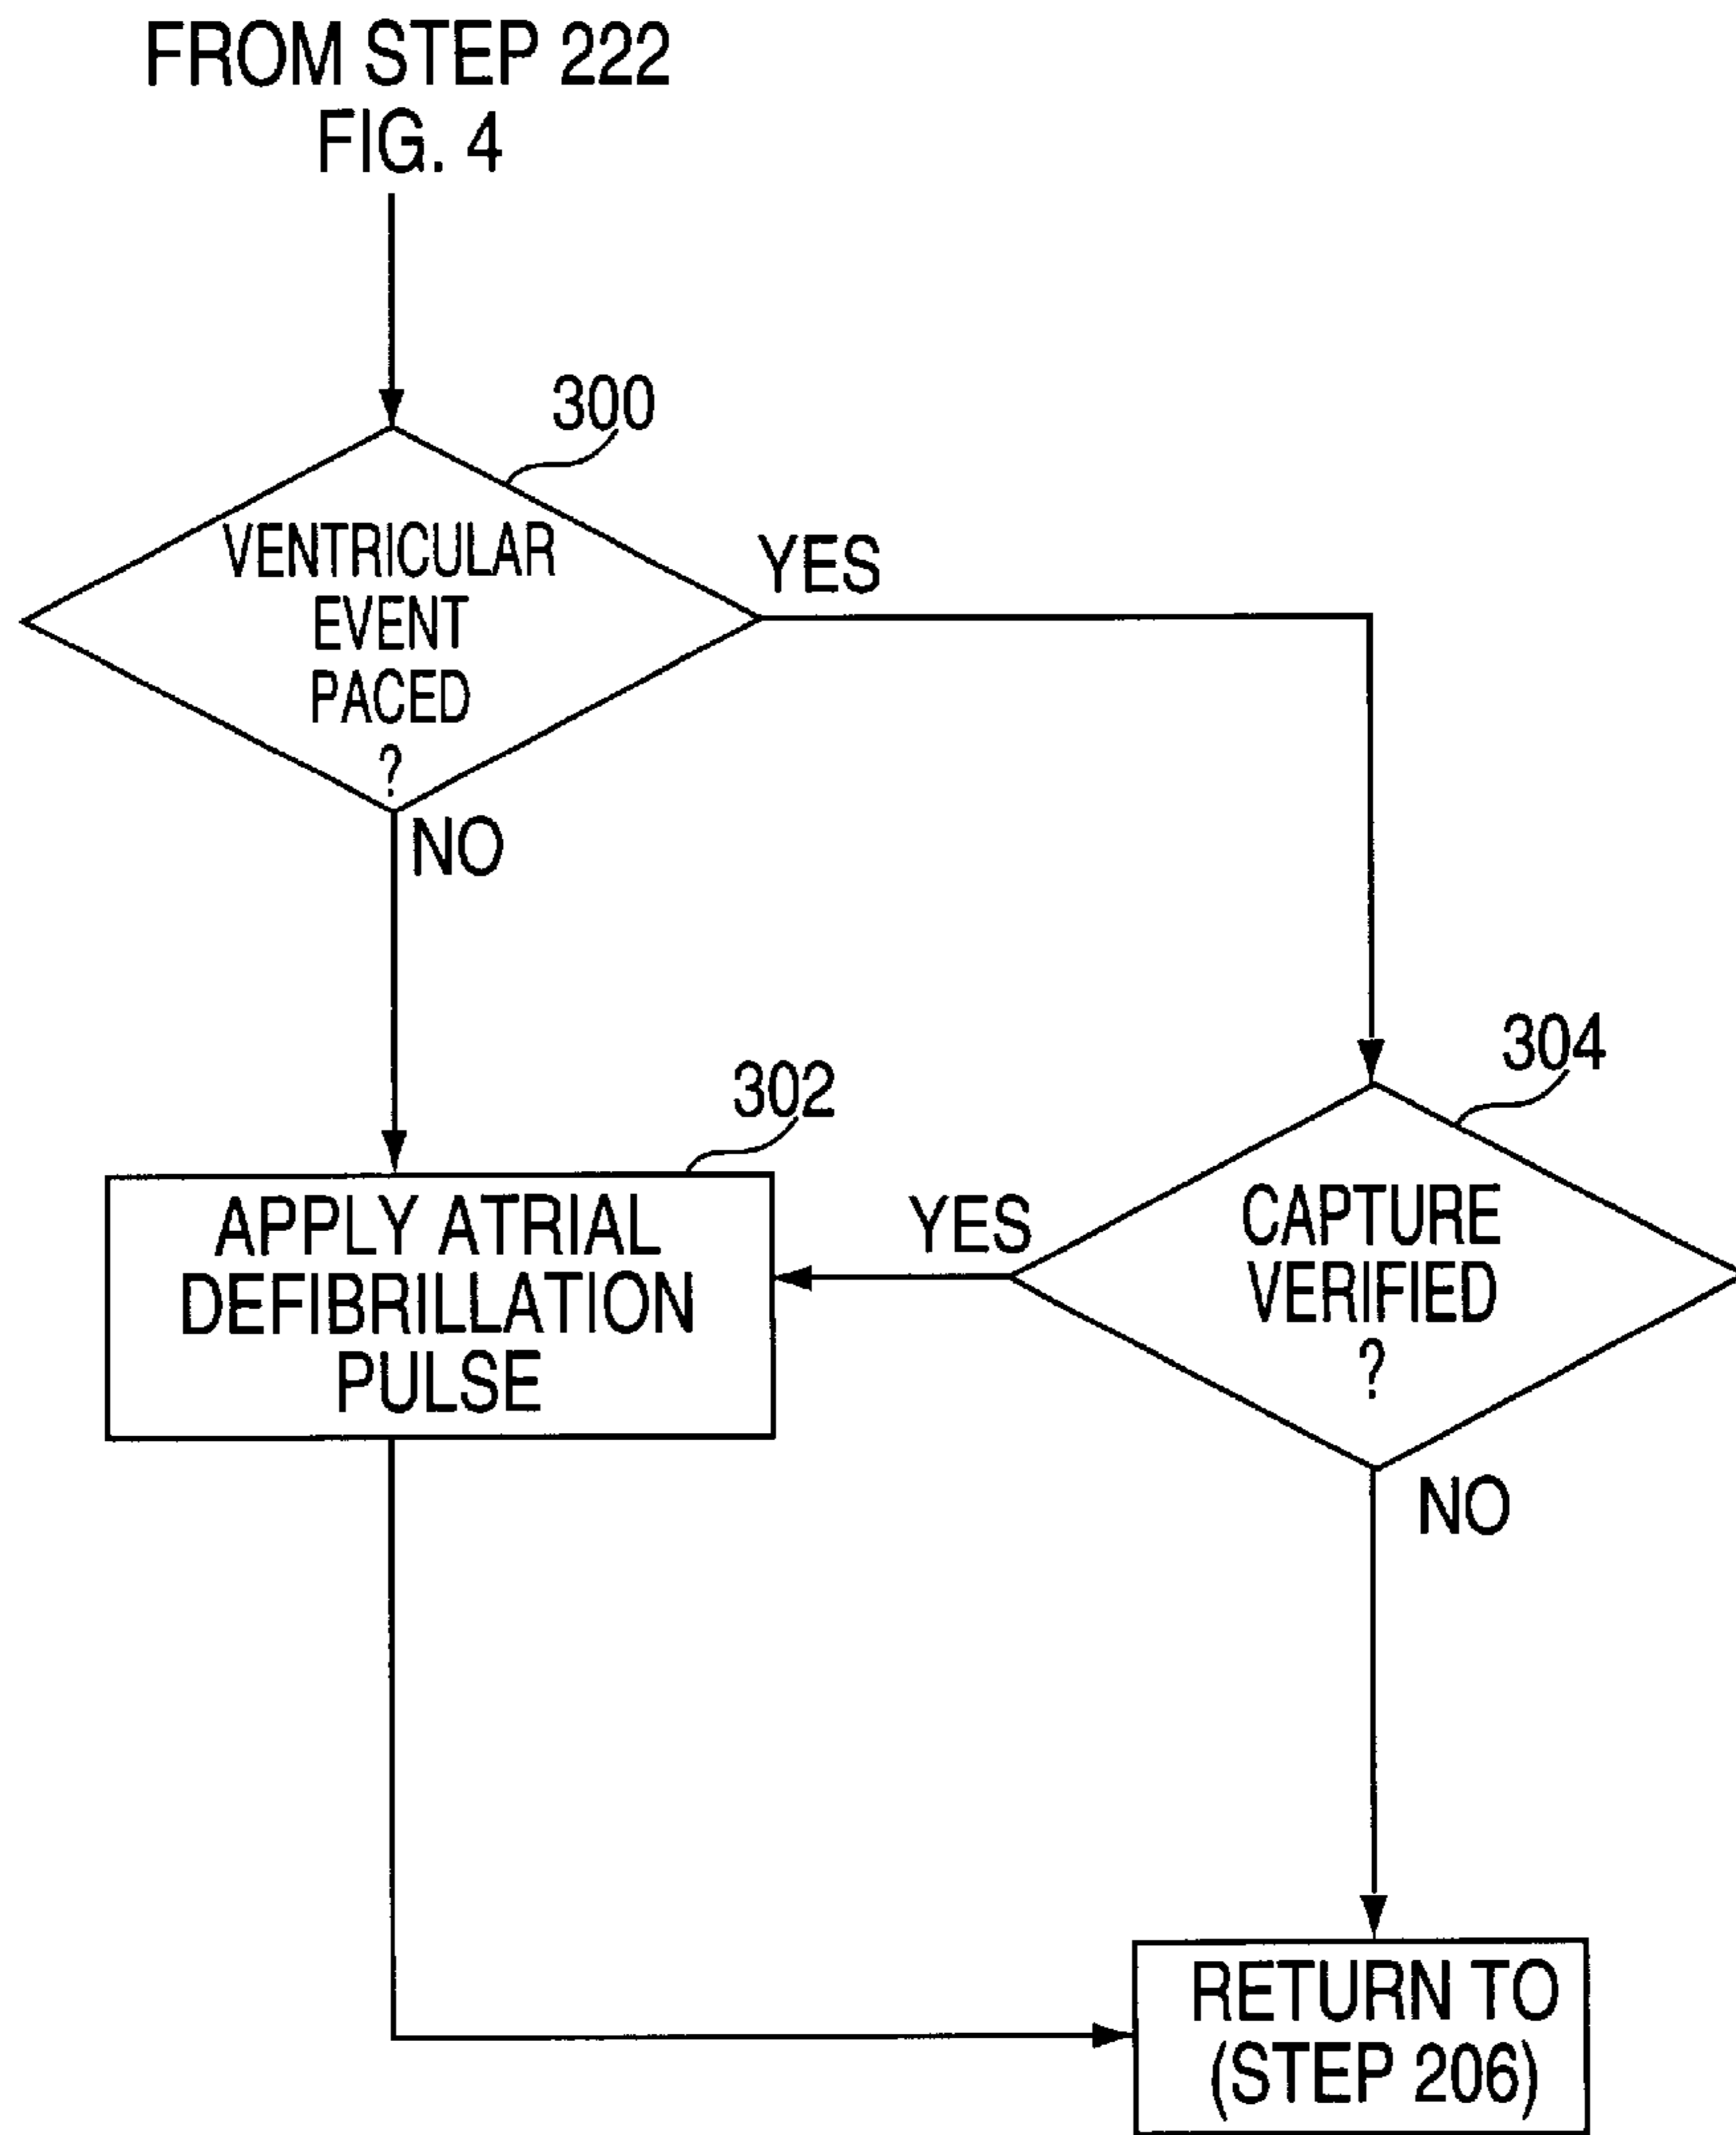 FROM STEP 222
FIG. 4
300
VENTRICULAR
EVENT
PACED
?
YES
NO
302
APPLY ATRIAL
DEFIBRILLATION
PULSE
304
YES
CAPTURE
VERIFIED
?
NO
RETURN TO
(STEP 206)